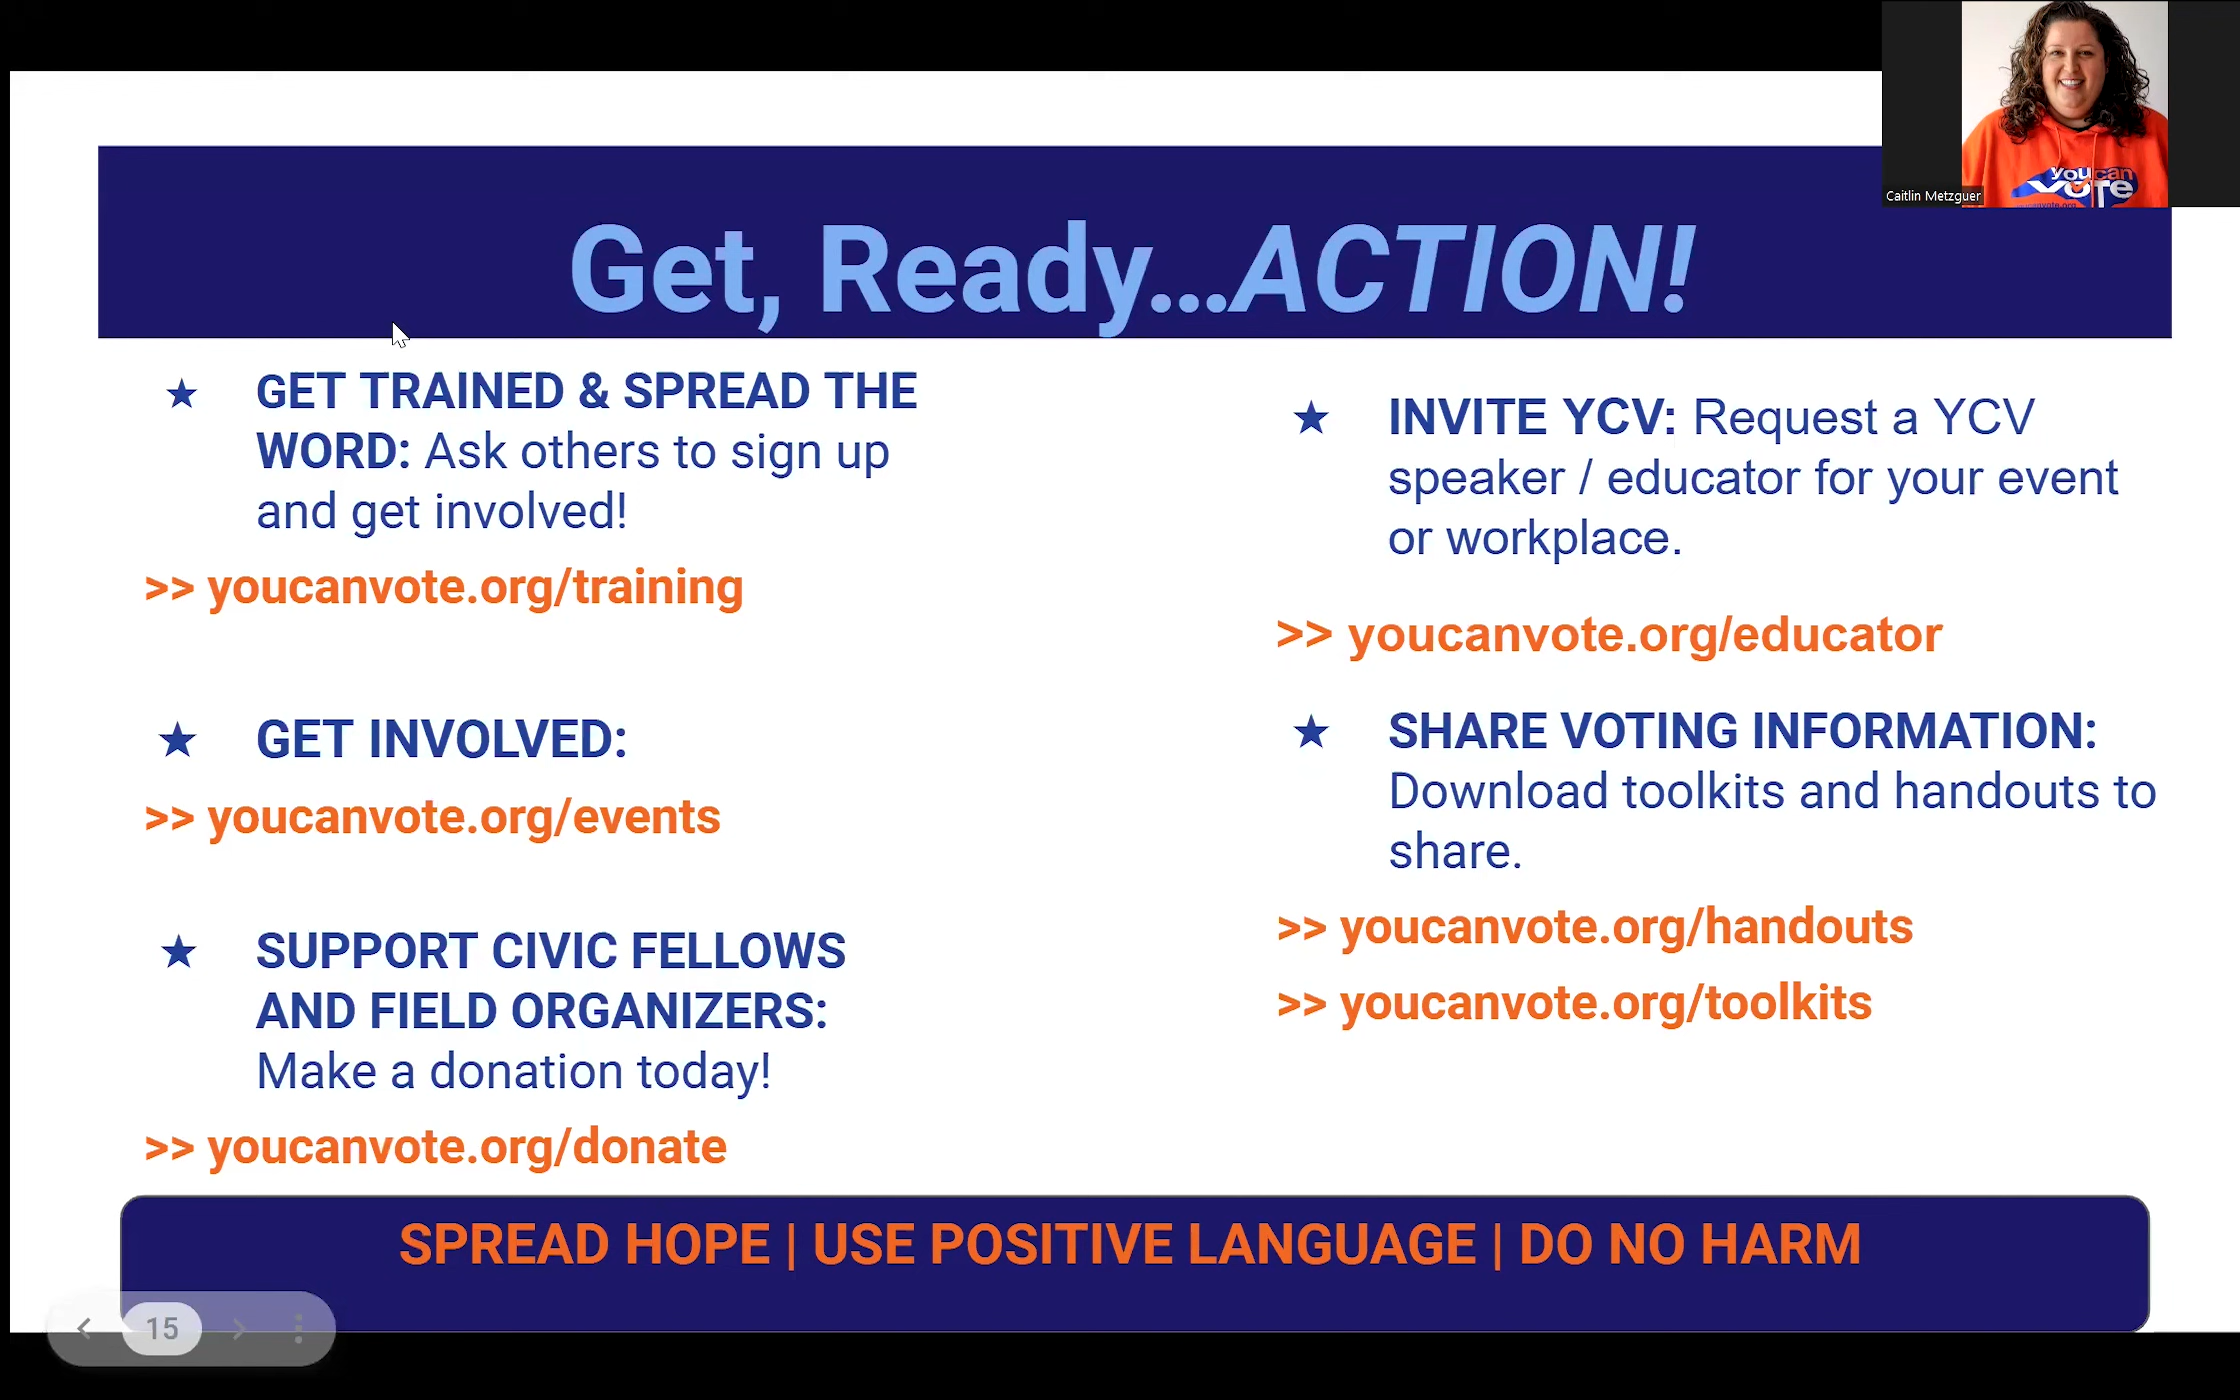 Caitlin Metzguer
you can
VOTE
Get, Ready...ACTION!
★ GET TRAINED & SPREAD THE
WORD: Ask others to sign up
and get involved!
>> youcanvote.org/training
★ GET INVOLVED:
>> youcanvote.org/events
★ SUPPORT CIVIC FELLOWS
AND FIELD ORGANIZERS:
Make a donation today!
>> youcanvote.org/donate
★ INVITE YCV: Request a YCV
speaker / educator for your event
or workplace.
>> youcanvote.org/educator
★ SHARE VOTING INFORMATION:
Download toolkits and handouts to
share.
>> youcanvote.org/handouts
>> youcanvote.org/toolkits
SPREAD HOPE | USE POSITIVE LANGUAGE | DO NO HARM
15